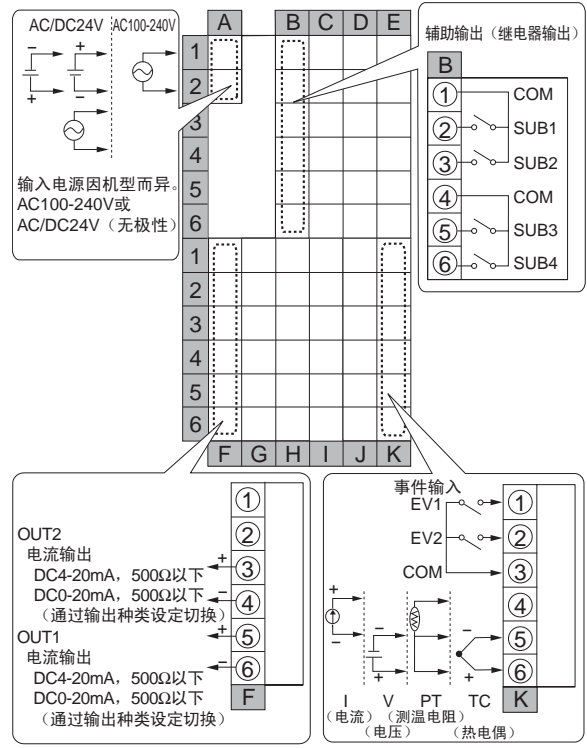 AC/DC24V AC100-240V
− +
+ −
输入电源因机型而异。
AC100-240V或
AC/DC24V（无极性）
A B C D E
1
2
3
4
5
6
1
2
3
4
5
6
F G H I J K
辅助输出（继电器输出）
B
① COM
② SUB1
③ SUB2
④ COM
⑤ SUB3
⑥ SUB4
①
②
OUT2
电流输出
DC4-20mA，500Ω以下 + ③
DC0-20mA，500Ω以下 − ④
（通过输出种类设定切换）
OUT1 + ⑤
电流输出
DC4-20mA，500Ω以下 − ⑥
DC0-20mA，500Ω以下 F
（通过输出种类设定切换）
事件输入
EV1 ①
EV2 ②
COM ③
④
+ − − ⑤
− + + ⑥
I V PT TC K
（电流）（测温电阻）
（电压） （热电偶）